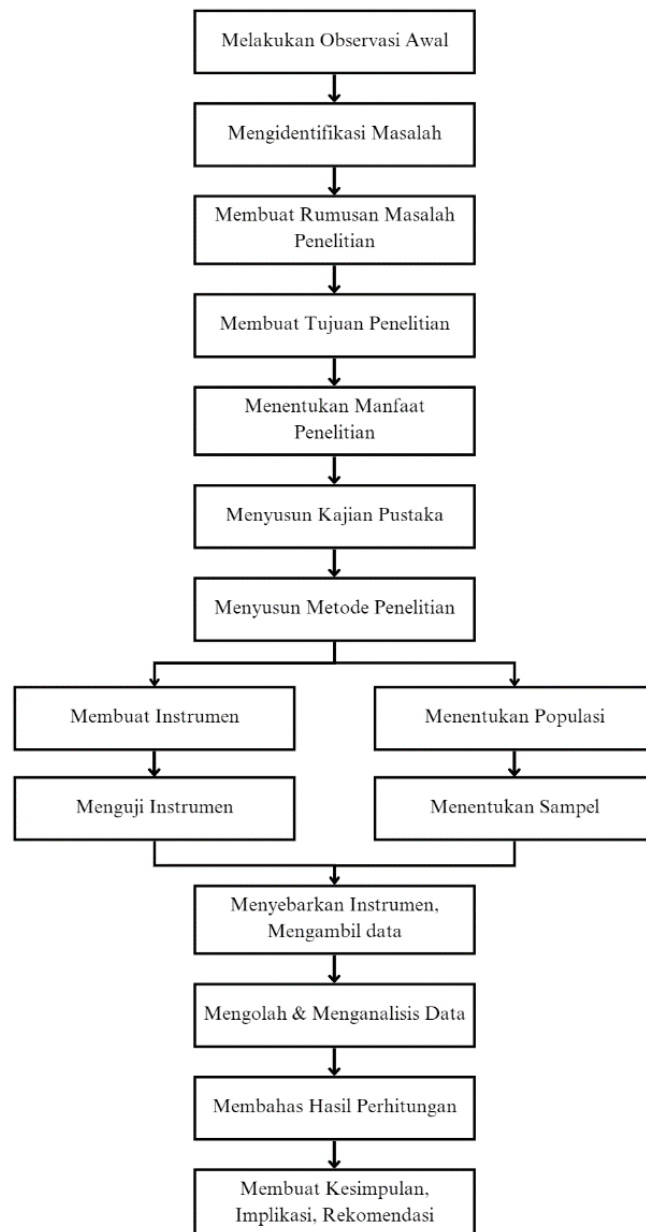 Melakukan Observasi Awal
Mengidentifikasi Masalah
Membuat Rumusan Masalah
Penelitian
Membuat Tujuan Penelitian
Menentukan Manfaat
Penelitian
Menyusun Kajian Pustaka
Menyusun Metode Penelitian
Membuat Instrumen
Menguji Instrumen
Menentukan Populasi
Menentukan Sampel
Menyebarkan Instrumen,
Mengambil data
Mengolah & Menganalisis Data
Membahas Hasil Perhitungan
Membuat Kesimpulan,
Implikasi, Rekomendasi